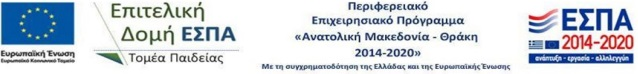 Ευρωπαϊκή Ένωση
Ευρωπαϊκό Κοινωνικό Ταμείο
Επιτελική
Δομή ΕΣΠΑ
Τομέα Παιδείας
Περιφερειακό
Επιχειρησιακό Πρόγραμμα
«Ανατολική Μακεδονία - Θράκη
2014-2020»
Με τη συγχρηματοδότηση της Ελλάδας και της Ευρωπαϊκής Ένωσης
ΕΣΠΑ
2014-2020
ανάπτυξη - εργασία - αλληλεγγύη